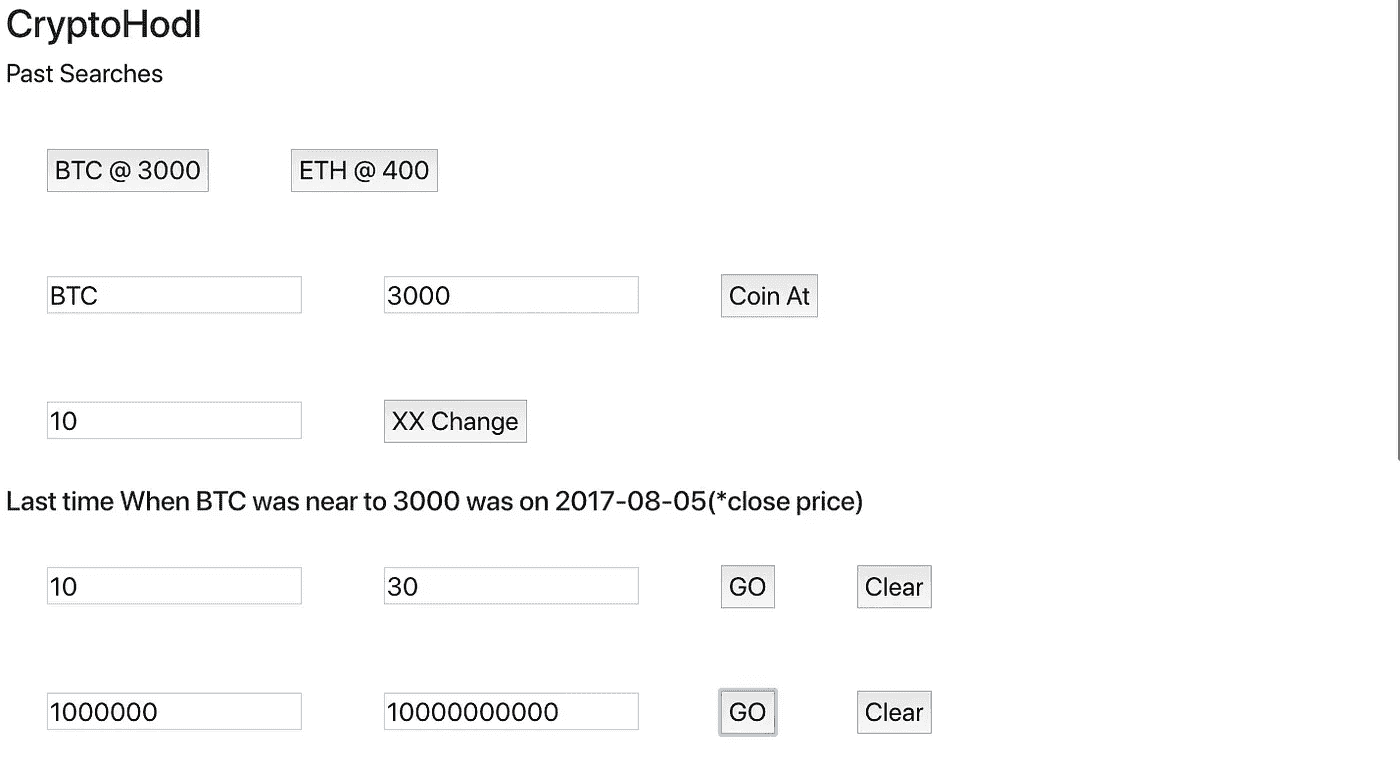 CryptoHodl
Past Searches
BTC @ 3000 ETH @ 400
BTC 3000 Coin At
10 XX Change
Last time When BTC was near to 3000 was on 2017-08-05(*close price)
10 30 GO Clear
1000000 10000000000 GO Clear